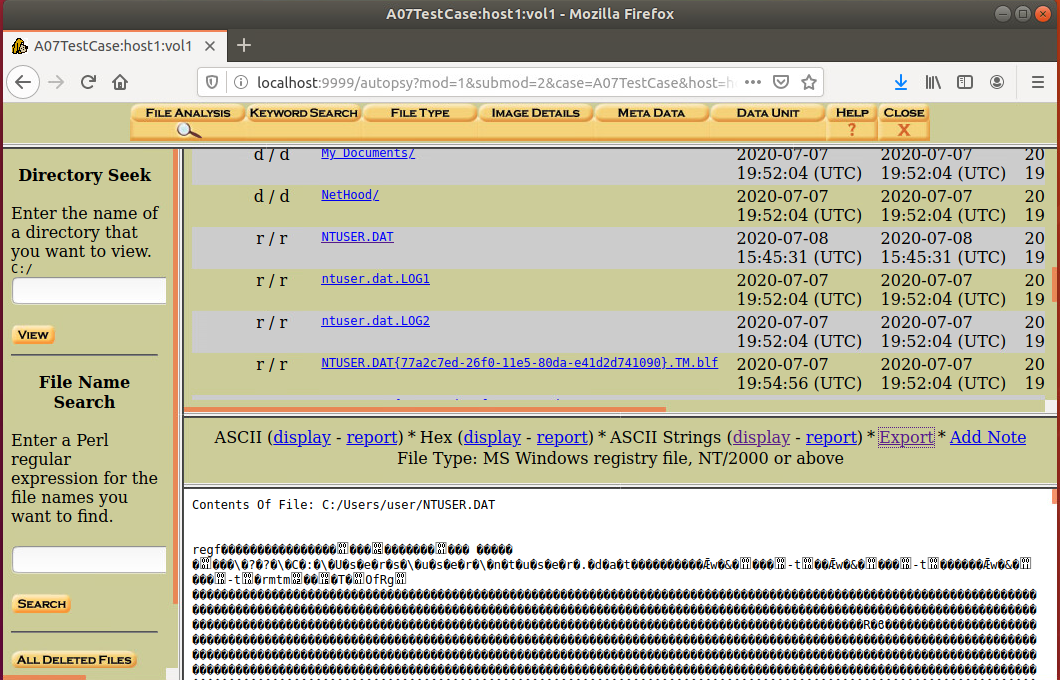 A07TestCase:host1:vol1 - Mozilla Firefox
A07TestCase:host1:vol1
localhost:9999/autopsy?mod=1&submod=2&case=A07TestCase&host=h
FILE ANALYSIS KEYWORD SEARCH FILE TYPE IMAGE DETAILS META DATA DATA UNIT HELP CLOSE
? X
Directory Seek
Enter the name of
a directory that
you want to view.
C:/
VIEW
File Name
Search
Enter a Perl
regular
expression for the
file names you
want to find.
SEARCH
ALL DELETED FILES
d / d My Documents/ 2020-07-07 2020-07-07 20
19:52:04 (UTC) 19:52:04 (UTC) 19
d / d NetHood/ 2020-07-07 2020-07-07 20
19:52:04 (UTC) 19:52:04 (UTC) 19
r / r NTUSER.DAT 2020-07-08 2020-07-08 20
15:45:31 (UTC) 15:45:31 (UTC) 19
r / r ntuser.dat.LOG1 2020-07-07 2020-07-07 20
19:52:04 (UTC) 19:52:04 (UTC) 19
r / r ntuser.dat.LOG2 2020-07-07 2020-07-07 20
19:52:04 (UTC) 19:52:04 (UTC) 19
r / r NTUSER.DAT{77a2c7ed-26f0-11e5-80da-e41d2d741090}.TM.blf 2020-07-07 2020-07-07 20
19:54:56 (UTC) 19:52:04 (UTC) 19
ASCII (display - report) * Hex (display - report) * ASCII Strings (display - report) * Export * Add Note
File Type: MS Windows registry file, NT/2000 or above
Contents Of File: C:/Users/user/NTUSER.DAT
regf
\�?�?�\�C�:�\�U�s�e�r�s�\�u�s�e�r�\�n�t�u�s�e�r�.�d�a�t
rmtm OfRg